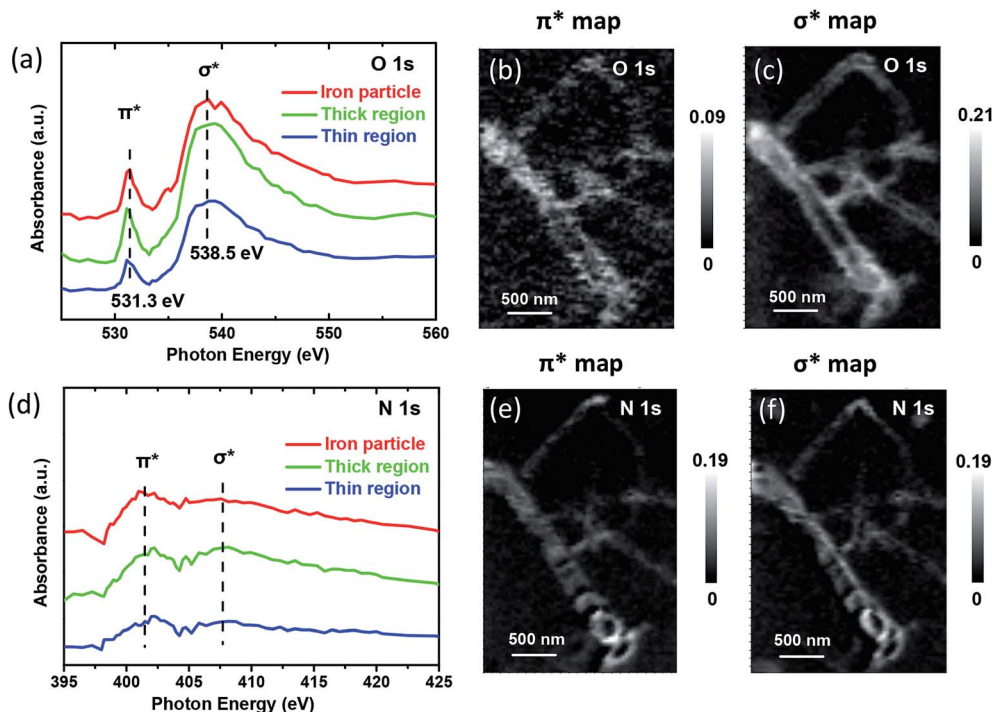 (a)
O 1s
π*
σ*
Iron particle
Thick region
Thin region
531.3 eV
538.5 eV
530 540 550 560
Photon Energy (eV)
Absorbance (a.u.)
π* map
(b)
O 1s
500 nm
0.09
0
σ* map
(c)
O 1s
500 nm
0.21
0
(d)
N 1s
π*
σ*
Iron particle
Thick region
Thin region
395 400 405 410 415 420 425
Photon Energy (eV)
Absorbance (a.u.)
π* map
(e)
N 1s
500 nm
0.19
0
σ* map
(f)
N 1s
500 nm
0.19
0